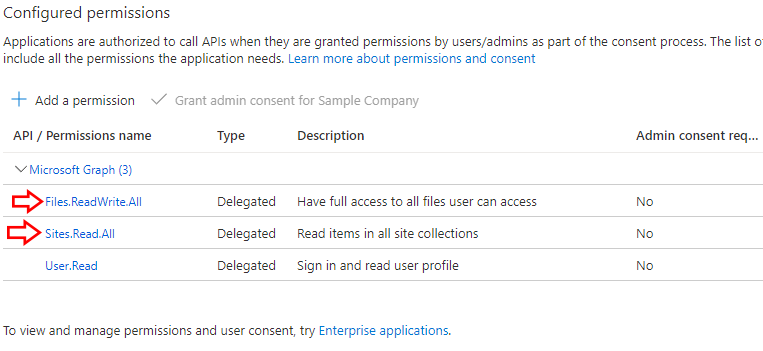 Configured permissions
Applications are authorized to call APIs when they are granted permissions by users/admins as part of the consent process. The list o
include all the permissions the application needs. Learn more about permissions and consent
Add a permission Grant admin consent for Sample Company
API / Permissions name Type Description Admin consent req...
Microsoft Graph (3)
Files.ReadWrite.All Delegated Have full access to all files user can access No
Sites.Read.All Delegated Read items in all site collections No
User.Read Delegated Sign in and read user profile No
To view and manage permissions and user consent, try Enterprise applications.